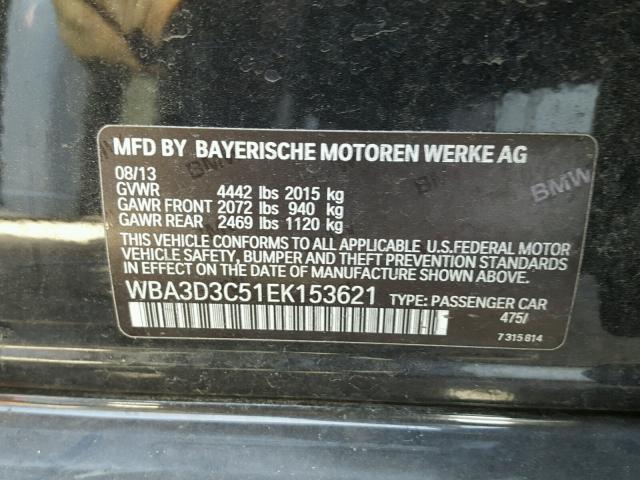 MFD BY BAYERISCHE MOTOREN WERKE AG
08/13
GVWR 4442 lbs 2015 kg
GAWR FRONT 2072 lbs 940 kg
GAWR REAR 2469 lbs 1120 kg
THIS VEHICLE CONFORMS TO ALL APPLICABLE U.S.FEDERAL MOTOR
VEHICLE SAFETY, BUMPER AND THEFT PREVENTION STANDARDS
IN EFFECT ON THE DATE OF MANUFACTURE SHOWN ABOVE.
WBA3D3C51EK153621 TYPE: PASSENGER CAR
475/
7 315 814
BMW
BMW